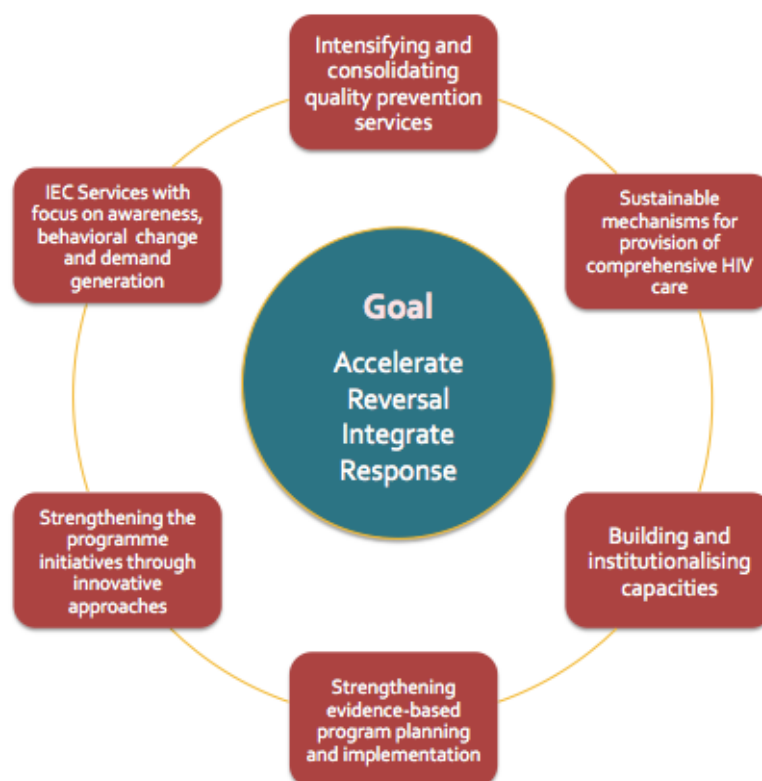 Intensifying and
consolidating
quality prevention
services
IEC Services with
focus on awareness,
behavioral change
and demand
generation
Sustainable
mechanisms for
provision of
comprehensive HIV
care
Goal
Accelerate
Reversal
Integrate
Response
Strengthening the
programme
initiatives through
innovative
approaches
Building and
institutionalising
capacities
Strengthening
evidence-based
program planning
and implementation